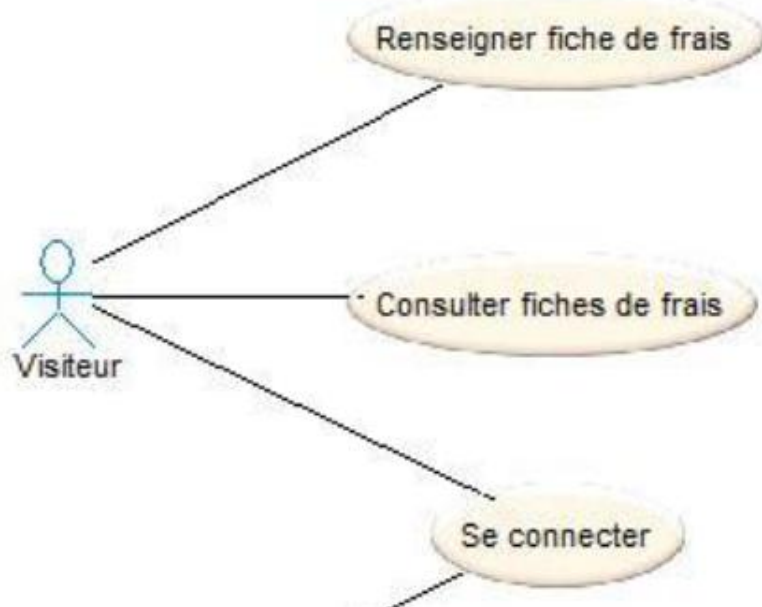 Renseigner fiche de frais
Consulter fiches de frais
Visiteur
Se connecter